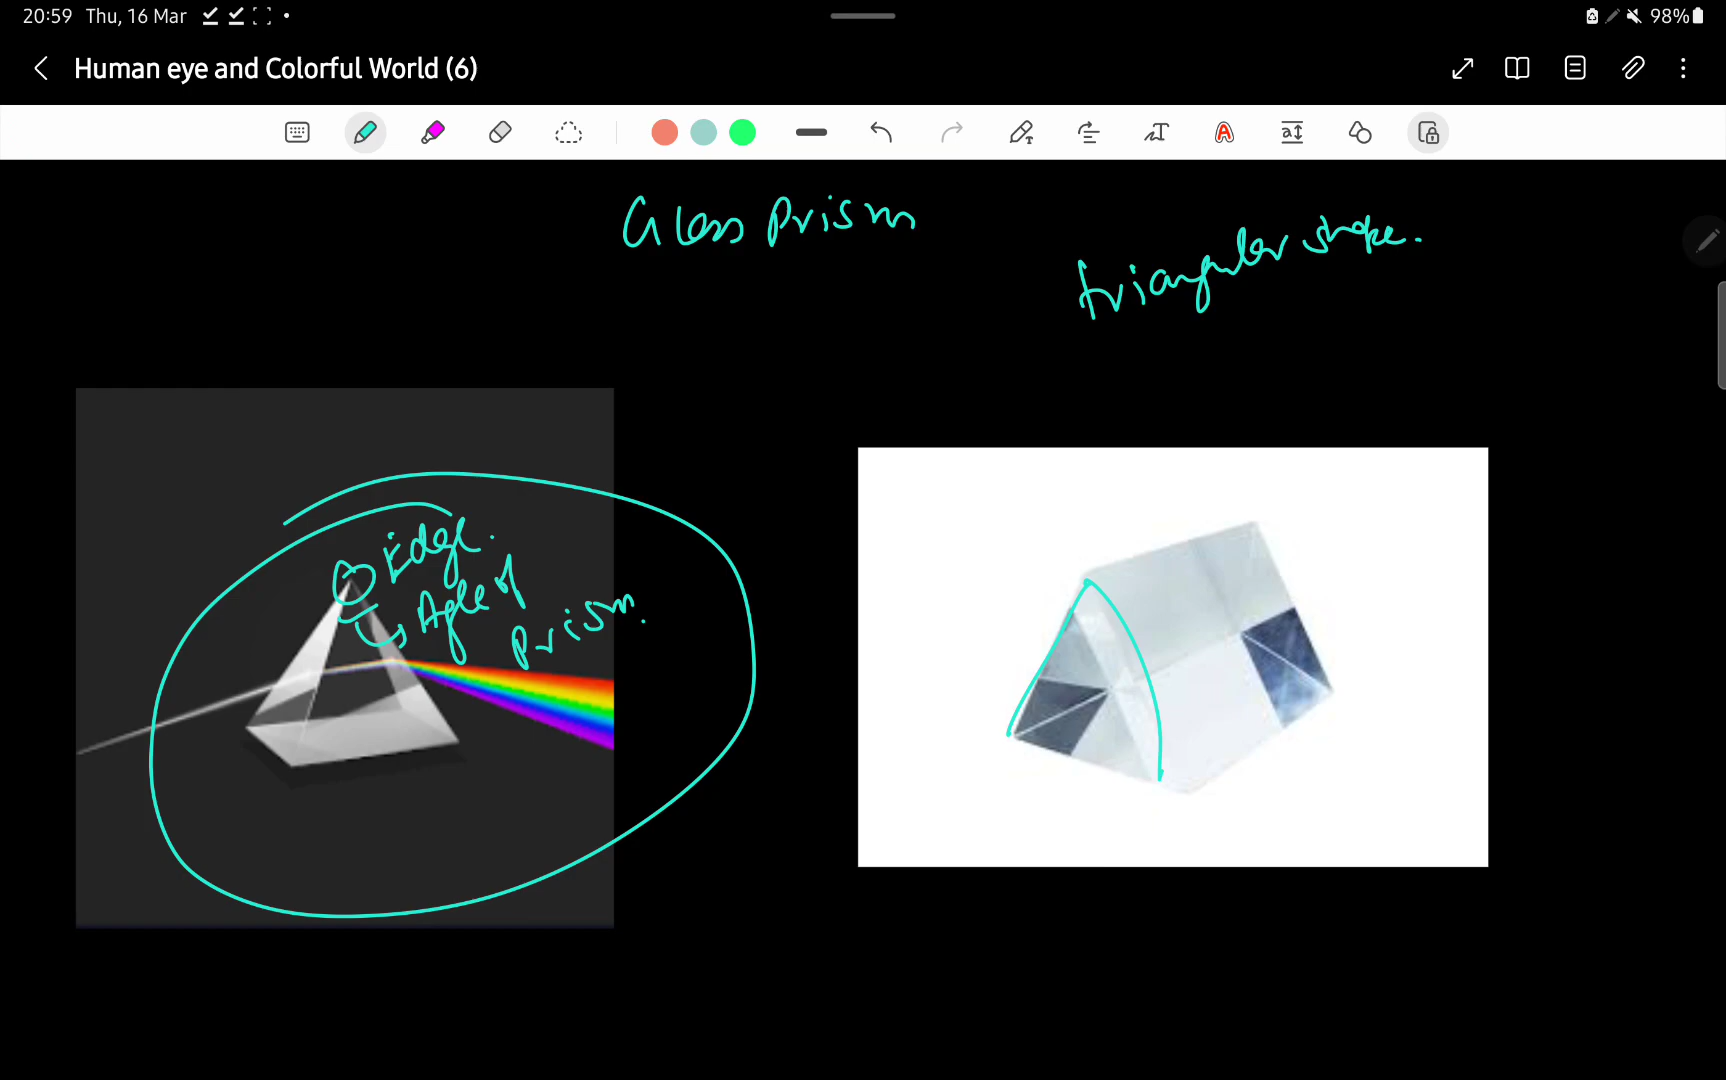 20:59 Thu, 16 Mar 98%
Human eye and Colorful World (6)
Glass Prism
triangular shape.
Edge.
Agle of
Prism.